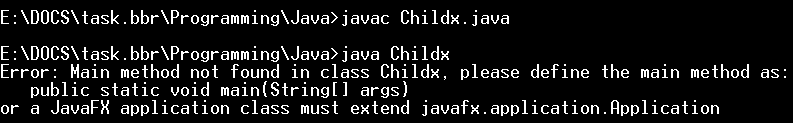 E:\DOCS\task.bbr\Programming\Java>javac Childx.java
E:\DOCS\task.bbr\Programming\Java>java Childx
Error: Main method not found in class Childx, please define the main method as:
public static void main(String[] args)
or a JavaFX application class must extend javafx.application.Application